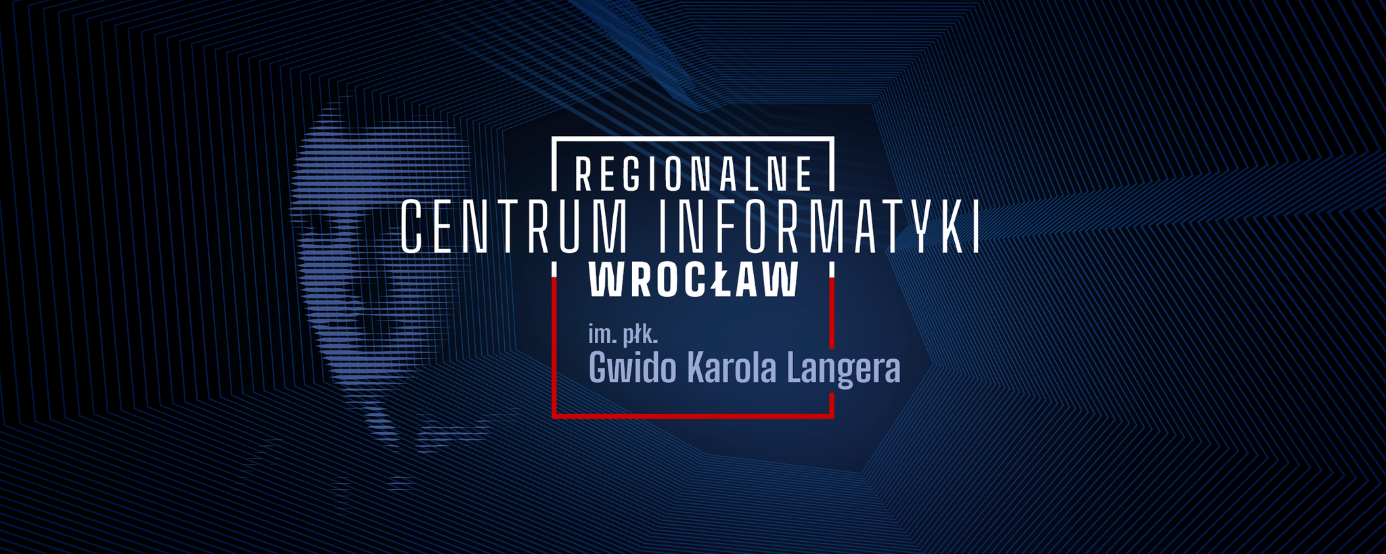 REGIONALNE
CENTRUM INFORMATYKI
WROCŁAW
im. płk.
Gwido Karola Langera